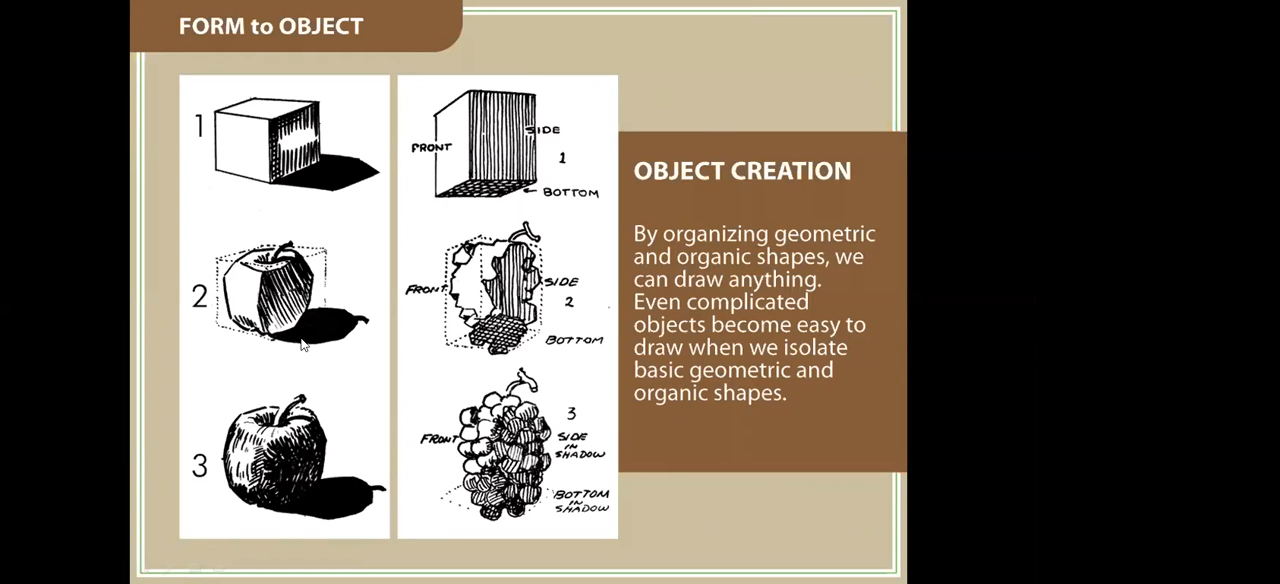 FORM to OBJECT
1
2
3
FRONT
SIDE
1
BOTTOM
FRONT
SIDE
2
BOTTOM
3
FRONT
SIDE
IN
SHADOW
BOTTOM
IN
SHADOW
OBJECT CREATION
By organizing geometric
and organic shapes, we
can draw anything.
Even complicated
objects become easy to
draw when we isolate
basic geometric and
organic shapes.